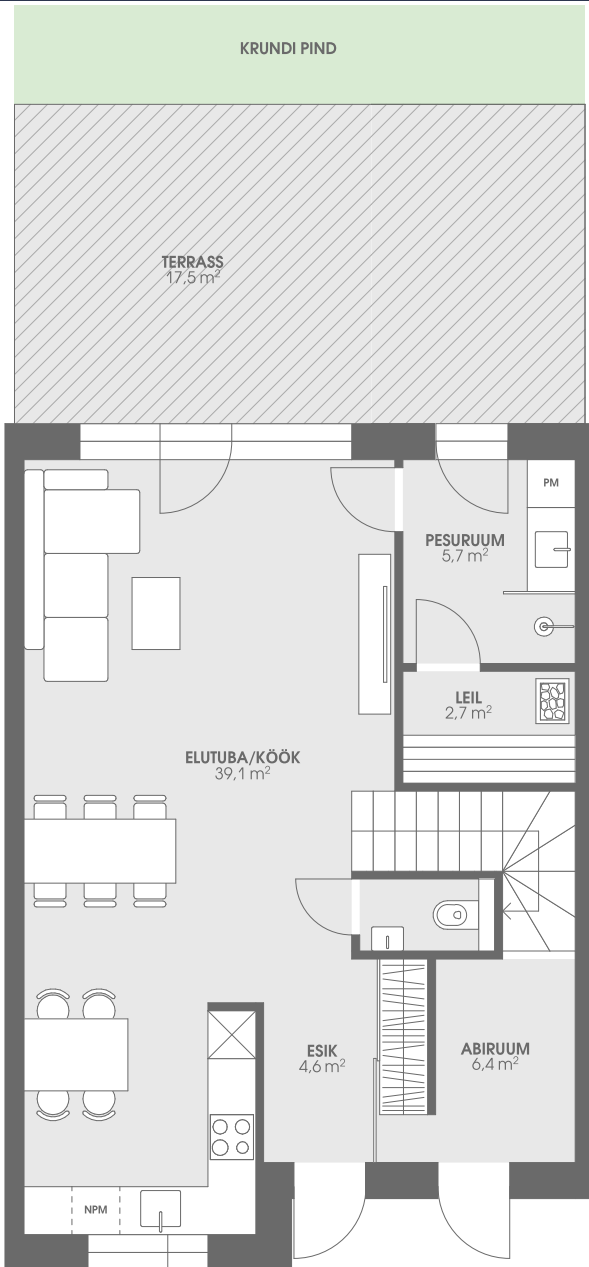 KRUNDI PIND
TERRASS
17,5 m²
PM
PESURUUM
5,7 m²
LEIL
2,7 m²
ELUTUBA/KÖÖK
39,1 m²
ESIK
4,6 m²
ABIRUUM
6,4 m²
NPM